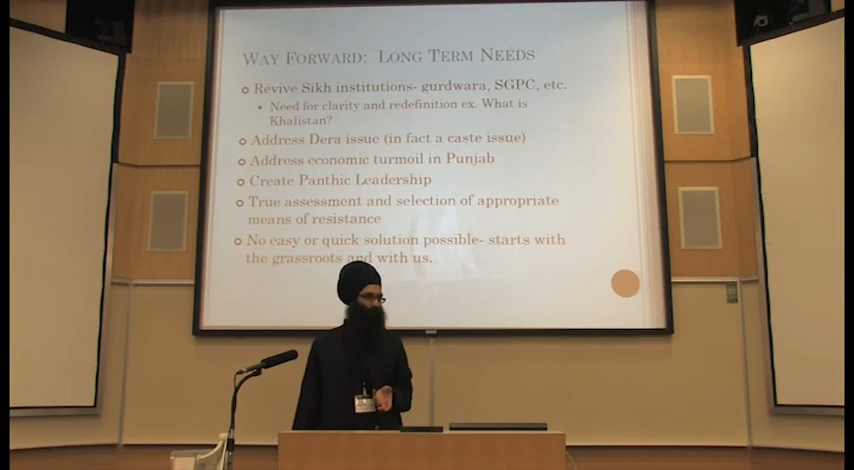 WAY FORWARD: LONG TERM NEEDS
Revive Sikh institutions- gurdwara, SGPC, etc.
Need for clarity and redefinition ex. What is
Khalistan?
Address Dera issue (in fact a caste issue)
Address economic turmoil in Punjab
Create Panthic Leadership
True assessment and selection of appropriate
means of resistance
No easy or quick solution possible- starts with
the grassroots and with us.